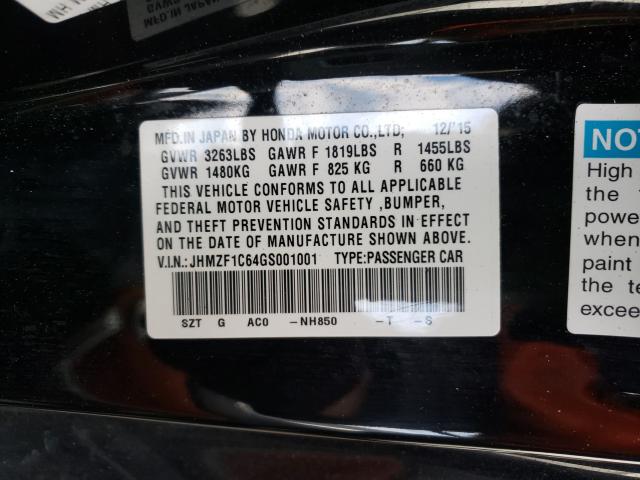 MFD.IN JAPAN BY HONDA MOTOR CO.,LTD; 12/'15
GVWR 3263LBS GAWR F 1819LBS R 1455LBS
GVWR 1480KG GAWR F 825 KG R 660 KG
THIS VEHICLE CONFORMS TO ALL APPLICABLE
FEDERAL MOTOR VEHICLE SAFETY ,BUMPER,
AND THEFT PREVENTION STANDARDS IN EFFECT
ON THE DATE OF MANUFACTURE SHOWN ABOVE.
V.I.N.:JHMZF1C64GS001001 TYPE:PASSENGER CAR
SZT G AC0 -NH850 -T -S
NO
High
the
power
when
paint
the te
excee